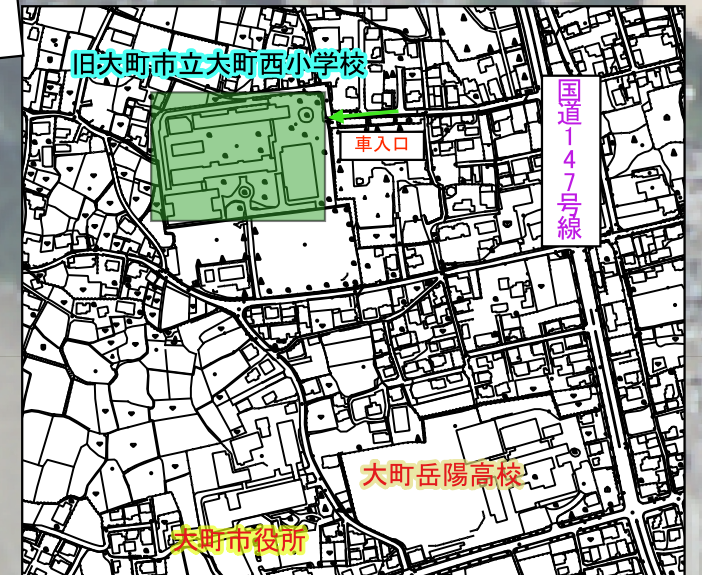 旧大町市立大町西小学校
車入口
国道147号線
大町岳陽高校
大町市役所